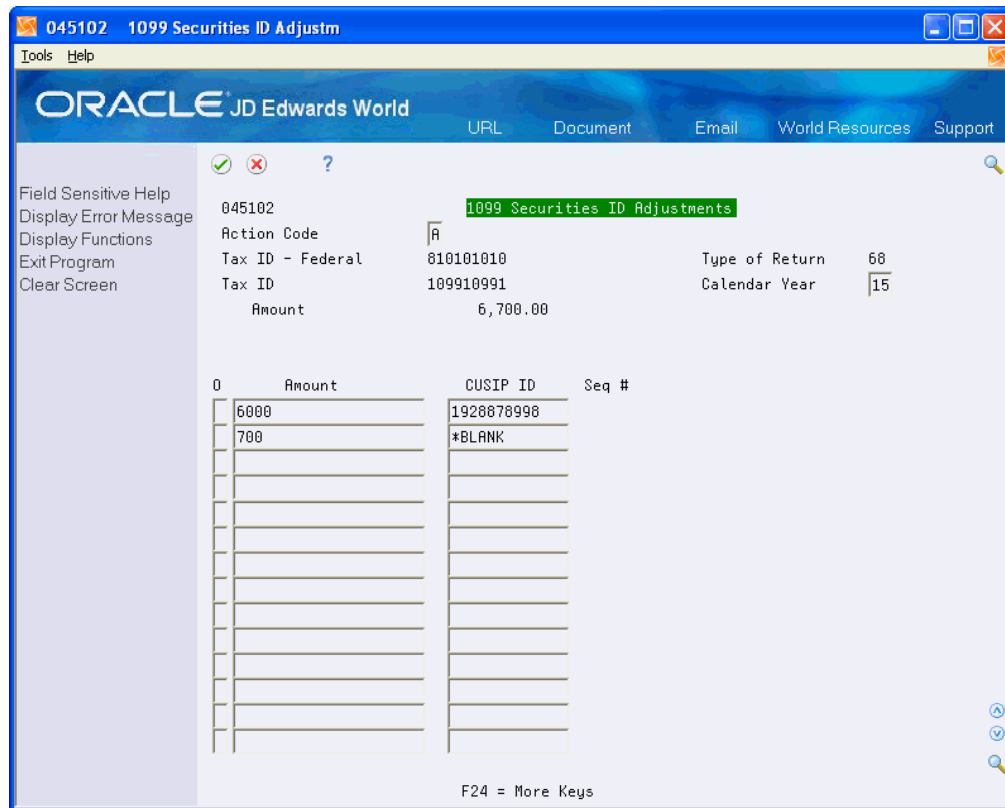 045102 1099 Securities ID Adjustm
Tools Help
ORACLE JD Edwards World
URL Document Email World Resources Support
?
Field Sensitive Help
Display Error Message
Display Functions
Exit Program
Clear Screen
045102 1099 Securities ID Adjustments
Action Code A
Tax ID - Federal 810101010 Type of Return 68
Tax ID 109910991 Calendar Year 15
Amount 6,700.00
O Amount CUSIP ID Seq #
6000 1928878998
700 *BLANK
F24 = More Keys